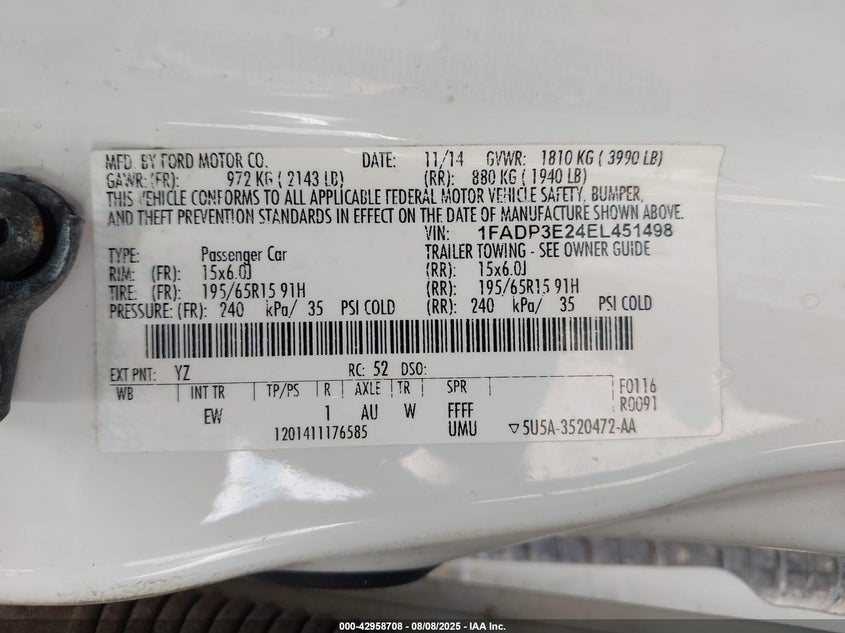 MFD. BY FORD MOTOR CO. DATE: 11/14 GVWR: 1810 KG ( 3990 LB)
GAWR:(FR): 972 KG ( 2143 LB) (RR): 880 KG ( 1940 LB)
THIS VEHICLE CONFORMS TO ALL APPLICABLE FEDERAL MOTOR VEHICLE SAFETY, BUMPER,
AND THEFT PREVENTION STANDARDS IN EFFECT ON THE DATE OF MANUFACTURE SHOWN ABOVE.
VIN: 1FADP3E24EL451498
TYPE: Passenger Car TRAILER TOWING - SEE OWNER GUIDE
RIM: (FR): 15x6.0J (RR): 15x6.0J
TIRE: (FR): 195/65R15 91H (RR): 195/65R15 91H
PRESSURE: (FR): 240 kPa/ 35 PSI COLD (RR): 240 kPa/ 35 PSI COLD
EXT PNT: YZ RC: 52 DSO:
WB INT TR TP/PS R AXLE TR SPR F0116
EW 1 AU W FFFF R0091
1201411176585 UMU ▽5U5A-3520472-AA
000-42958708 - 08/08/2025 - IAA Inc.